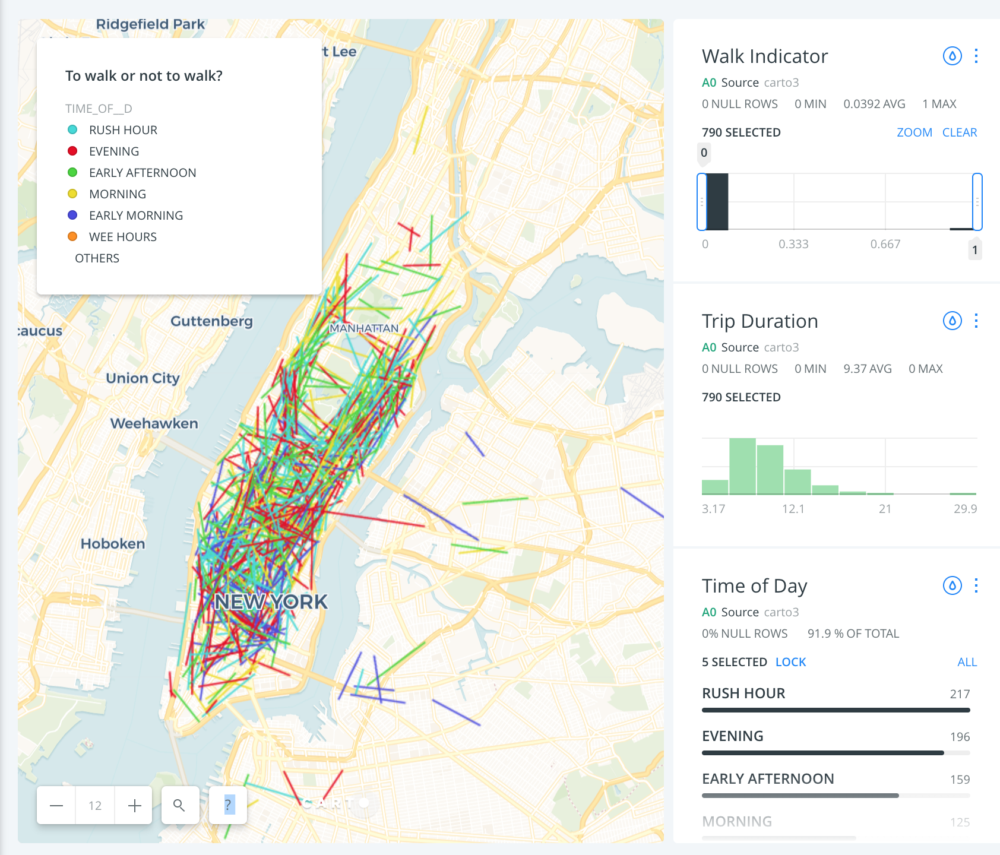 Ridgefield Park
t Lee
To walk or not to walk?
TIME_OF__D
RUSH HOUR
EVENING
EARLY AFTERNOON
MORNING
EARLY MORNING
WEE HOURS
OTHERS
Guttenberg
caucus
MANHATTAN
Union City
Weehawken
Hoboken
NEW YORK
12
?
CART
Walk Indicator
A0 Source carto3
0 NULL ROWS 0 MIN 0.0392 AVG 1 MAX
790 SELECTED ZOOM CLEAR
0
0 0.333 0.667
1
Trip Duration
A0 Source carto3
0 NULL ROWS 0 MIN 9.37 AVG 0 MAX
790 SELECTED
3.17 12.1 21 29.9
Time of Day
A0 Source carto3
0% NULL ROWS 91.9 % OF TOTAL
5 SELECTED LOCK ALL
RUSH HOUR 217
EVENING 196
EARLY AFTERNOON 159
MORNING 125